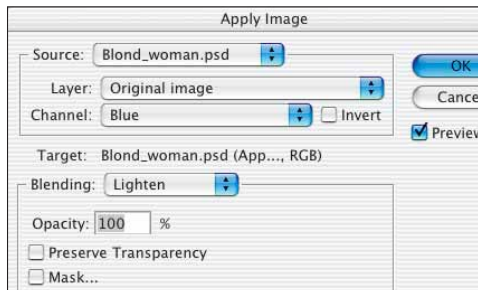 Apply Image
Source: Blond_woman.psd
OK
Layer: Original image
Cance
Channel: Blue
Invert
Preview
Target: Blond_woman.psd (App..., RGB)
Blending: Lighten
Opacity: 100 %
Preserve Transparency
Mask...